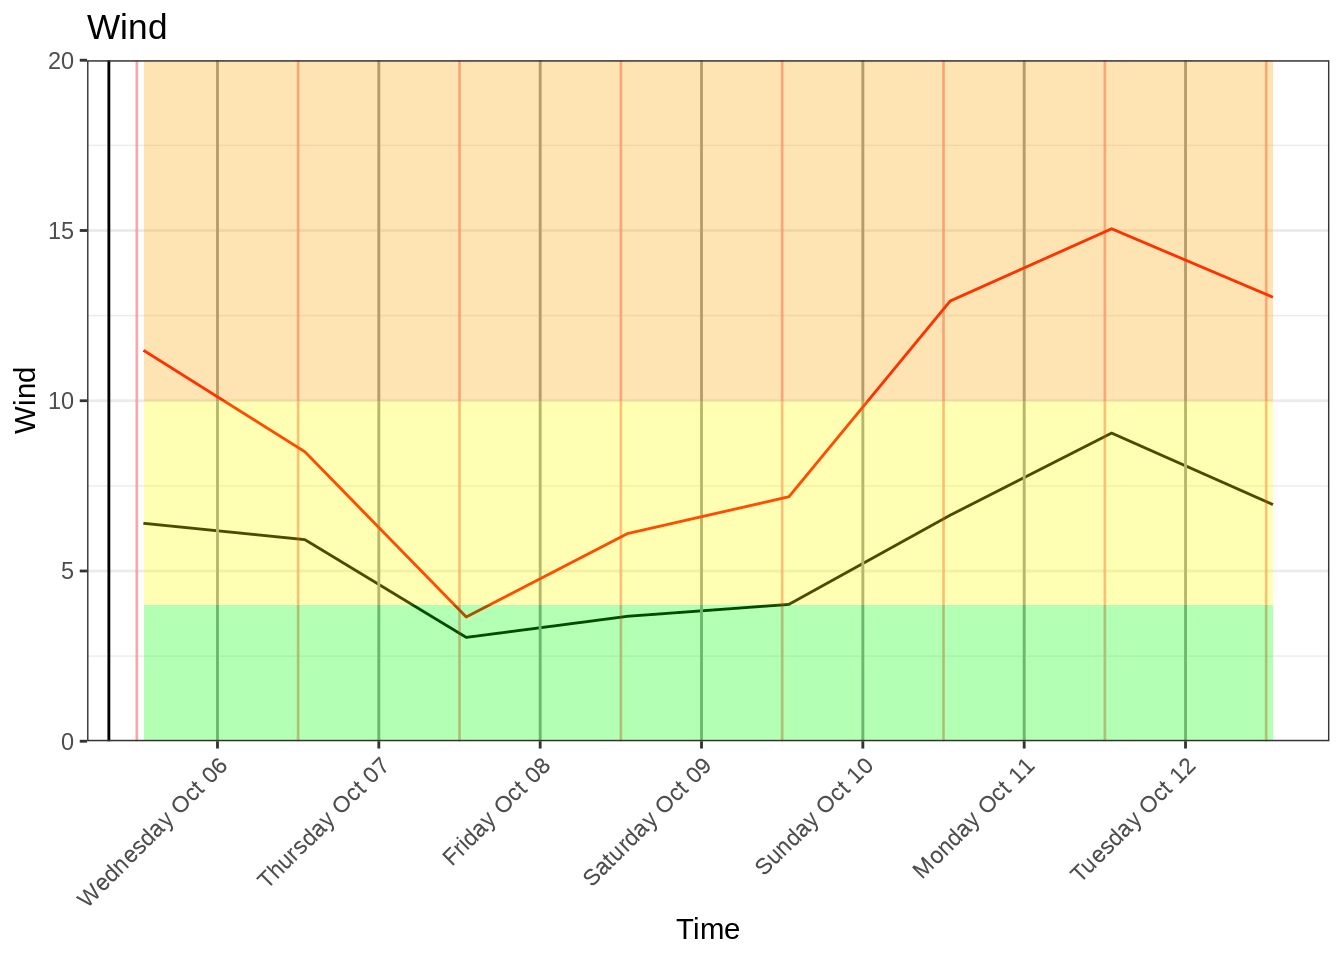 Wind
20
15
10
5
0
Wind
Wednesday Oct 06
Thursday Oct 07
Friday Oct 08
Saturday Oct 09
Sunday Oct 10
Monday Oct 11
Tuesday Oct 12
Time